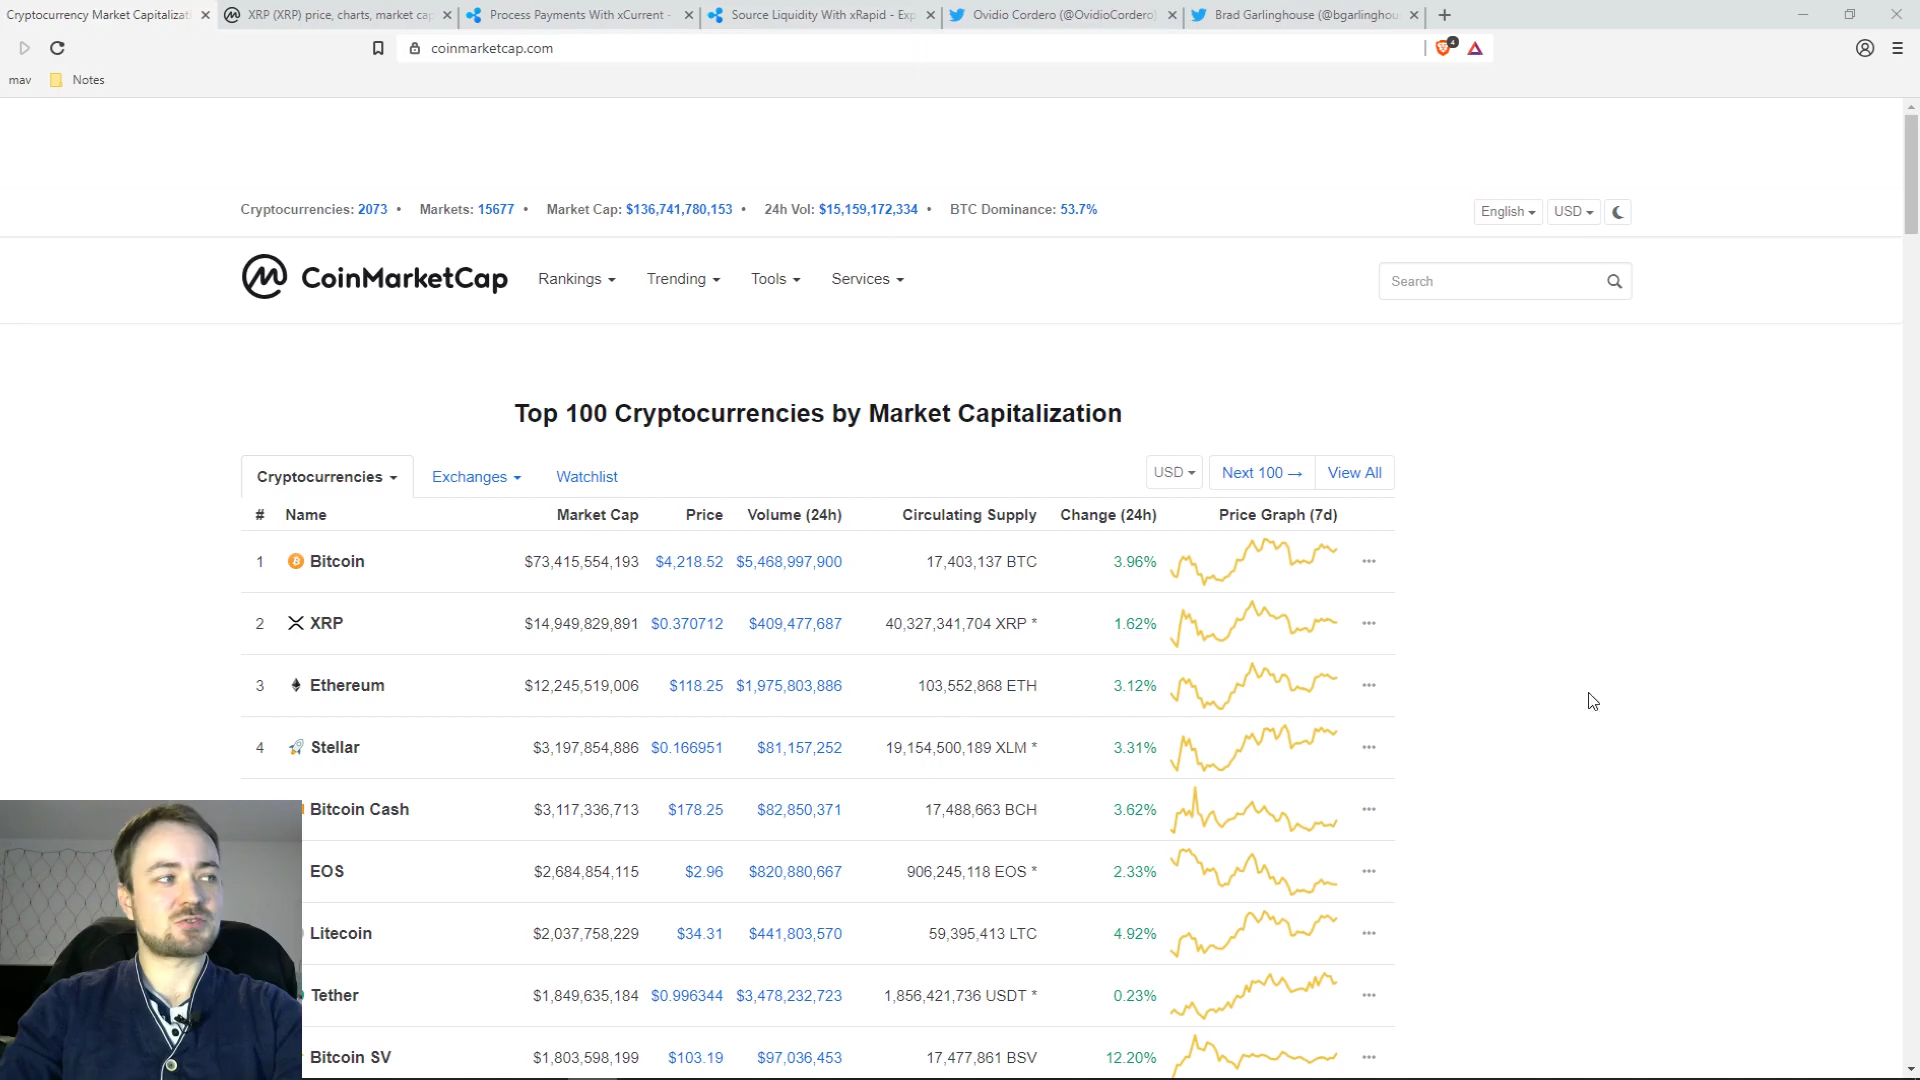 Cryptocurrency Market Capitalizati
XRP (XRP) price, charts, market cap
Process Payments With xCurrent -
Source Liquidity With xRapid - Exp
Ovidio Cordero (@OvidioCordero)
Brad Garlinghouse (@bgarlinghou
coinmarketcap.com
4
mav Notes
Cryptocurrencies: 2073 • Markets: 15677 • Market Cap: $136,741,780,153 • 24h Vol: $15,159,172,334 • BTC Dominance: 53.7%
English USD
CoinMarketCap Rankings Trending Tools Services Search
Top 100 Cryptocurrencies by Market Capitalization
Cryptocurrencies Exchanges Watchlist USD Next 100 → View All
# Name Market Cap Price Volume (24h) Circulating Supply Change (24h) Price Graph (7d)
1 Bitcoin $73,415,554,193 $4,218.52 $5,468,997,900 17,403,137 BTC 3.96%
2 XRP $14,949,829,891 $0.370712 $409,477,687 40,327,341,704 XRP * 1.62%
3 Ethereum $12,245,519,006 $118.25 $1,975,803,886 103,552,868 ETH 3.12%
4 Stellar $3,197,854,886 $0.166951 $81,157,252 19,154,500,189 XLM * 3.31%
Bitcoin Cash $3,117,336,713 $178.25 $82,850,371 17,488,663 BCH 3.62%
EOS $2,684,854,115 $2.96 $820,880,667 906,245,118 EOS * 2.33%
Litecoin $2,037,758,229 $34.31 $441,803,570 59,395,413 LTC 4.92%
Tether $1,849,635,184 $0.996344 $3,478,232,723 1,856,421,736 USDT * 0.23%
Bitcoin SV $1,803,598,199 $103.19 $97,036,453 17,477,861 BSV 12.20%